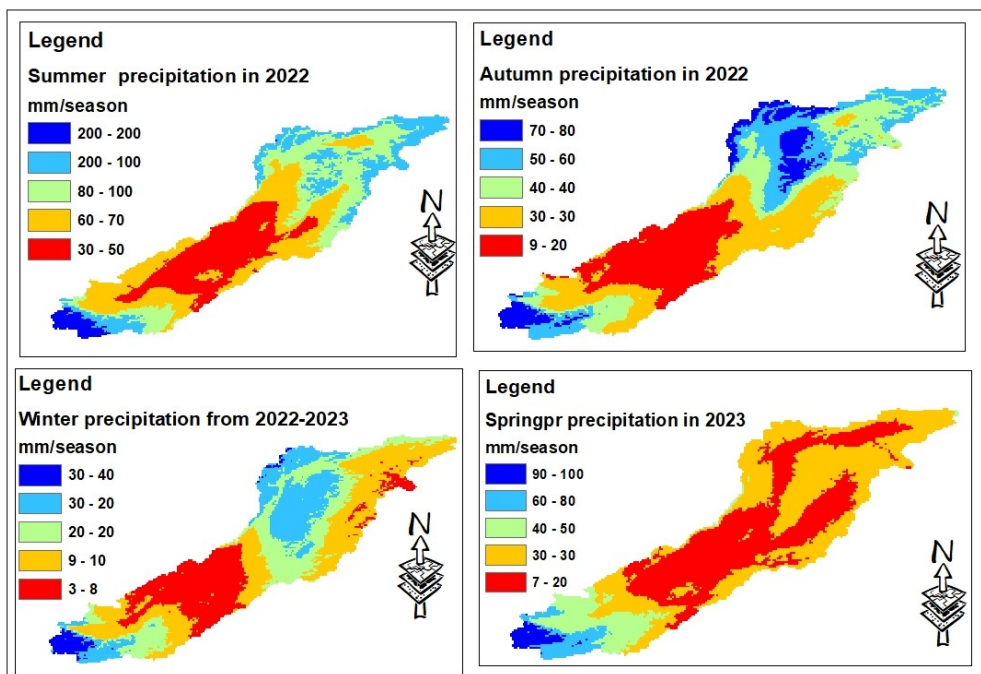 Legend
Summer precipitation in 2022
mm/season
200 - 200
200 - 100
80 - 100
60 - 70
30 - 50
N
Legend
Autumn precipitation in 2022
mm/season
70 - 80
50 - 60
40 - 40
30 - 30
9 - 20
N
Legend
Winter precipitation from 2022-2023
mm/season
30 - 40
30 - 20
20 - 20
9 - 10
3 - 8
N
Legend
Springpr precipitation in 2023
mm/season
90 - 100
60 - 80
40 - 50
30 - 30
7 - 20
N